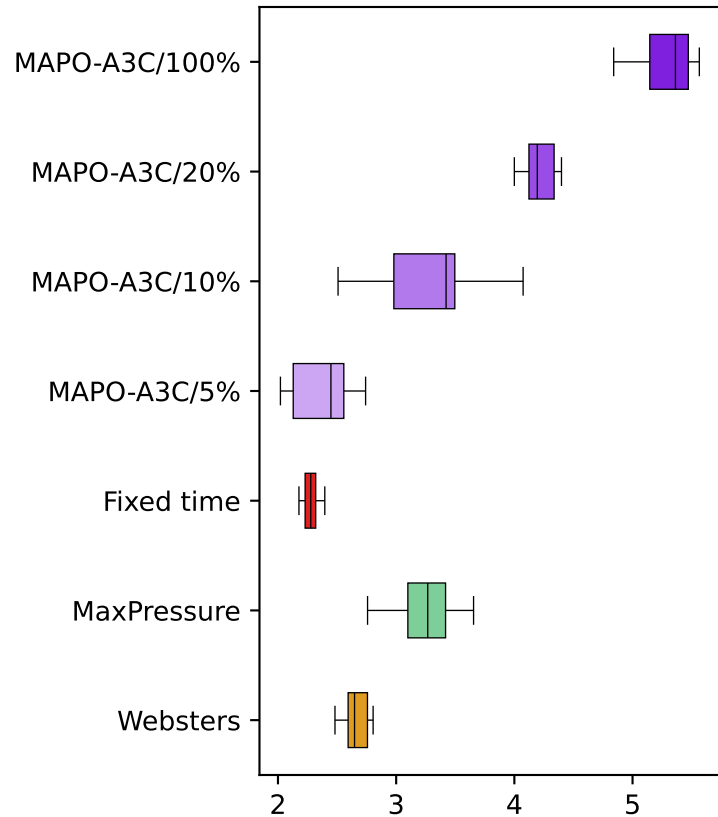 MAPO-A3C/100%
MAPO-A3C/20%
MAPO-A3C/10%
MAPO-A3C/5%
Fixed time
MaxPressure
Websters
2 3 4 5